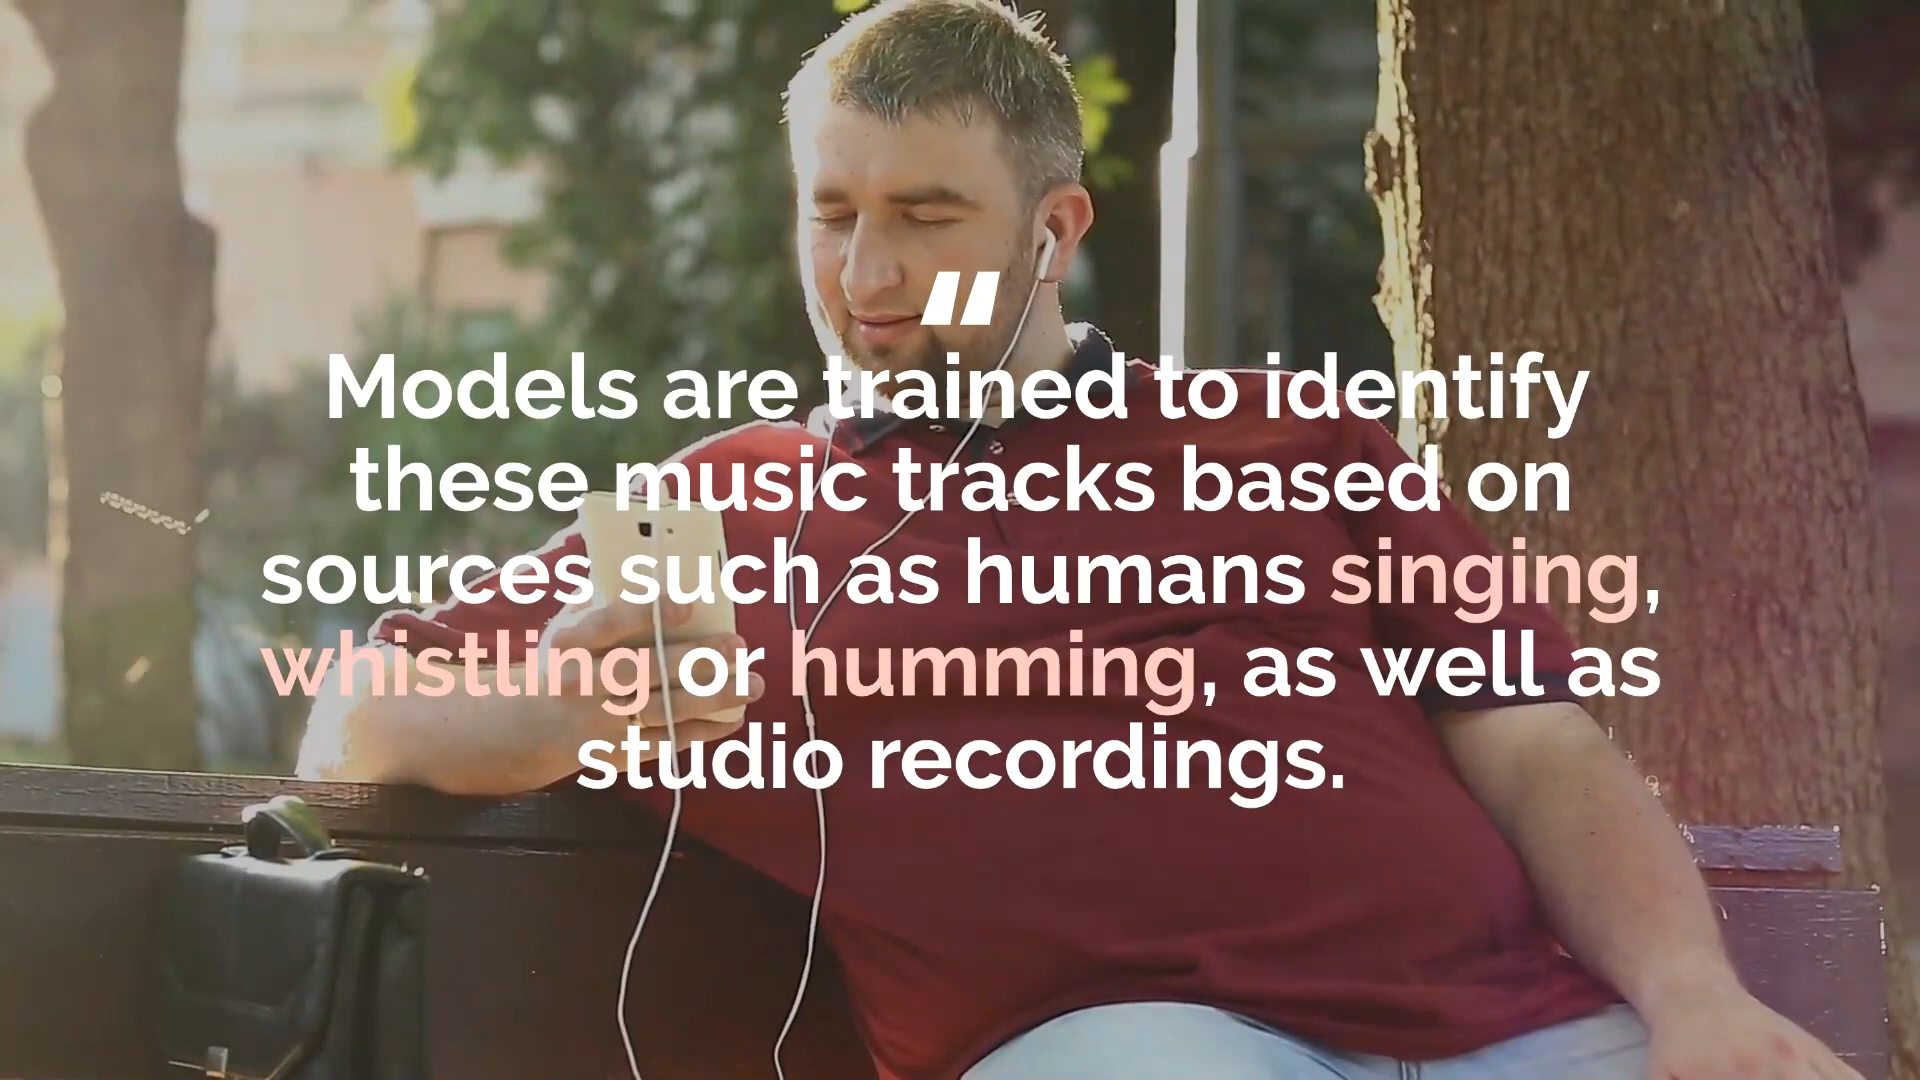 "
Models are trained to identify
these music tracks based on
sources such as humans singing,
whistling or humming, as well as
studio recordings.